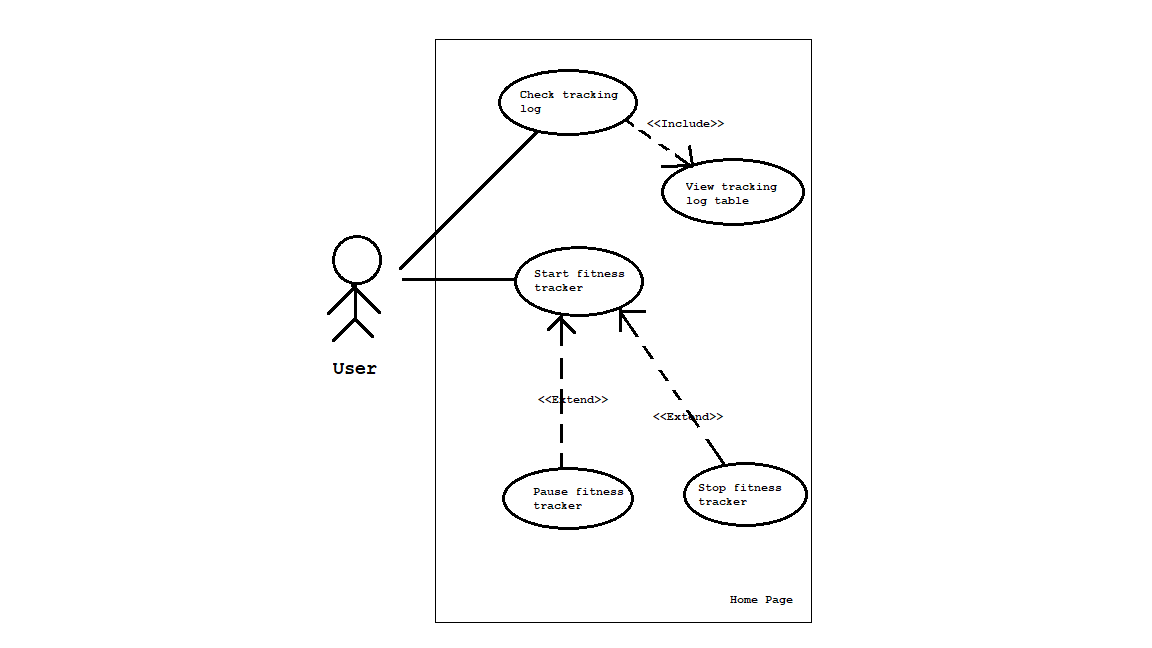 Check tracking
log
<<Include>>
View tracking
log table
Start fitness
tracker
User
<<Extend>>
<<Extend>>
Pause fitness
tracker
Stop fitness
tracker
Home Page